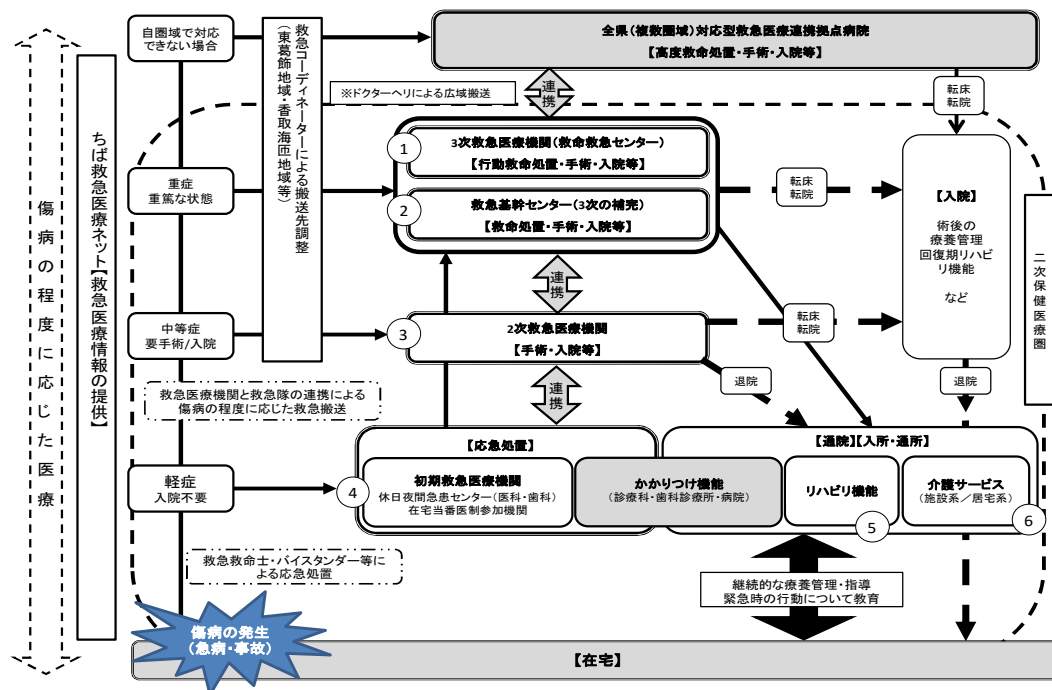 自圏域で対応
できない場合
全県(複数圏域)対応型救急医療連携拠点病院
【高度救命処置・手術・入院等】
救急コーディネーターによる搬送先調整
(東葛飾地域・香取海匝地域等)
※ドクターヘリによる広域搬送
連携
転床
転院
傷病の程度に応じた医療
ちば救急医療ネット【救急医療情報の提供】
1
3次救急医療機関(救命救急センター)
【行動救命処置・手術・入院等】
重症
重篤な状態
2
救急基幹センター(3次の補充)
【救命処置・手術・入院等】
転床
転院
【入院】
術後の
療養管理
回復期リハビ
リ機能
など
二次保健医療圏
連携
中等症
要手術/入院
3
2次救急医療機関
【手術・入院等】
転床
転院
救急医療機関と救急隊の連携による
傷病の程度に応じた救急搬送
連携
退院
退院
【応急処置】
【通院】【入所・通所】
軽症
入院不要
4
初期救急医療機関
休日夜間急患センター(医科・歯科)
在宅当番医制参加機関
かかりつけ機能
(診療科・歯科診療所・病院)
リハビリ機能
5
介護サービス
(施設系/居宅系)
6
救急救命士・バイスタンダー等に
よる応急処置
継続的な療養管理・指導
緊急時の行動について教育
傷病の発生
(急病・事故)
【在宅】